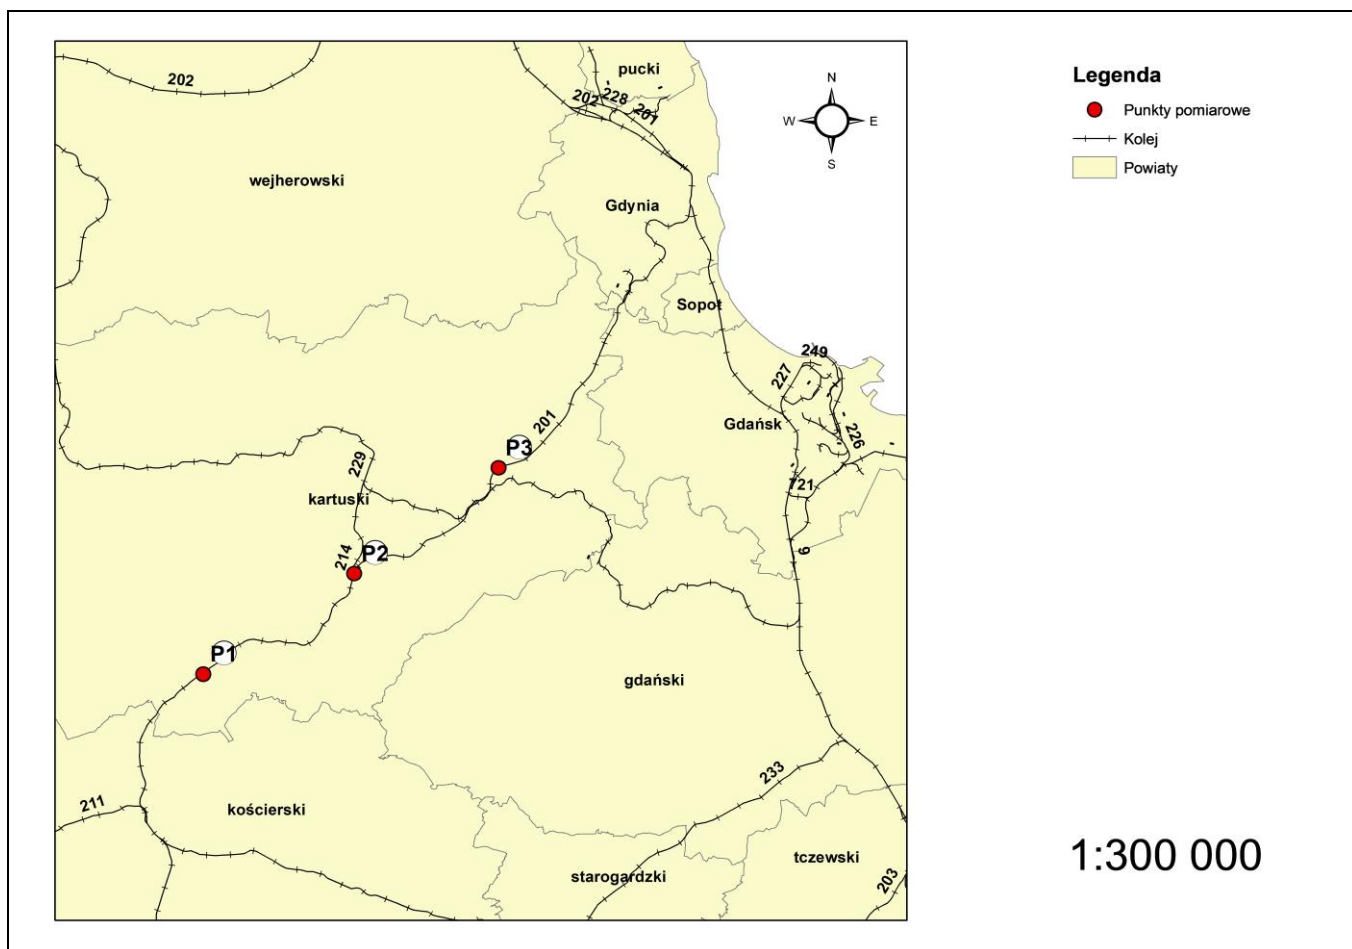 202
pucki
202
228
201
N
W
E
S
Legenda
Punkty pomiarowe
Kolej
Powiaty
wejherowski
Gdynia
Sopot
249
227
Gdańsk
226
201
P3
229
kartuski
721
9
214
P2
P1
gdański
233
211
kościerski
tczewski
starogardzki
203
1:300 000